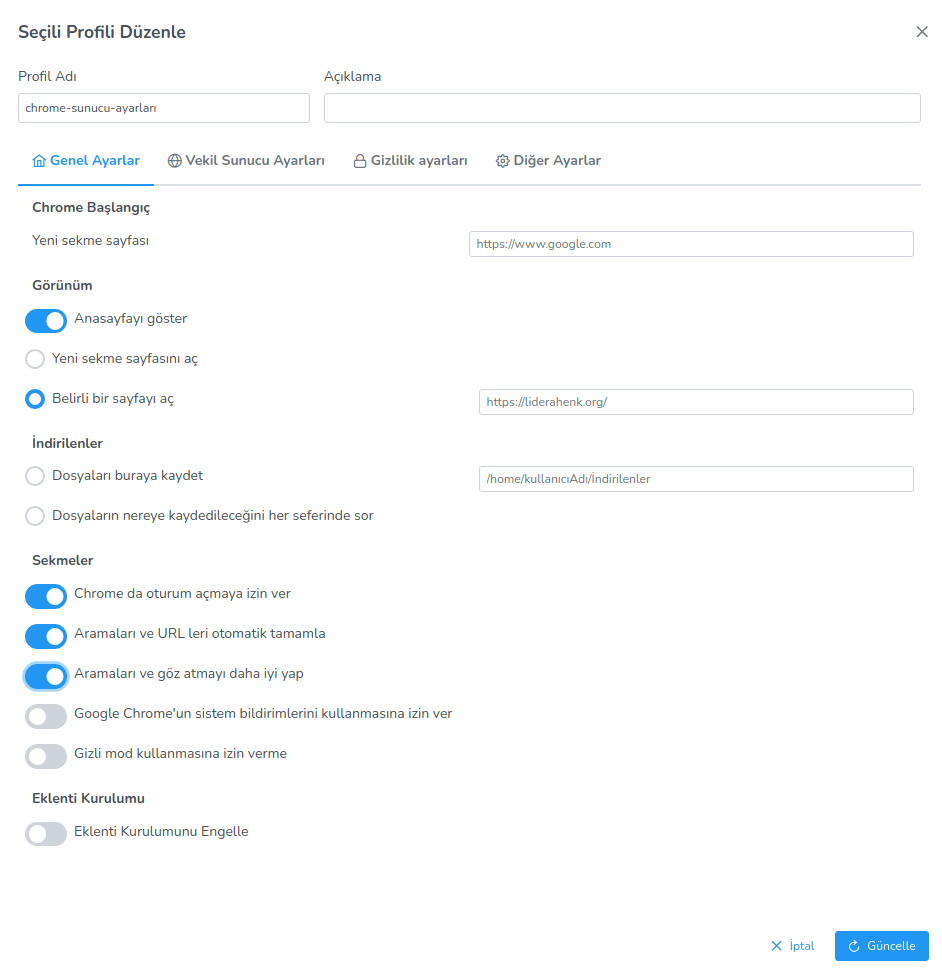 Seçili Profili Düzenle
Profil Adı
Açıklama
chrome-sunucu-ayarları
Genel Ayarlar
Vekil Sunucu Ayarları
Gizlilik ayarları
Diğer Ayarlar
Chrome Başlangıç
Yeni sekme sayfası
https://www.google.com
Görünüm
Anasayfayı göster
Yeni sekme sayfasını aç
Belirli bir sayfayı aç
https://liderahenk.org/
İndirilenler
Dosyaları buraya kaydet
/home/kullanıcıAdı/İndirilenler
Dosyaların nereye kaydedileceğini her seferinde sor
Sekmeler
Chrome da oturum açmaya izin ver
Aramaları ve URL leri otomatik tamamla
Aramaları ve göz atmayı daha iyi yap
Google Chrome'un sistem bildirimlerini kullanmasına izin ver
Gizli mod kullanmasına izin verme
Eklenti Kurulumu
Eklenti Kurulumunu Engelle
İptal
Güncelle